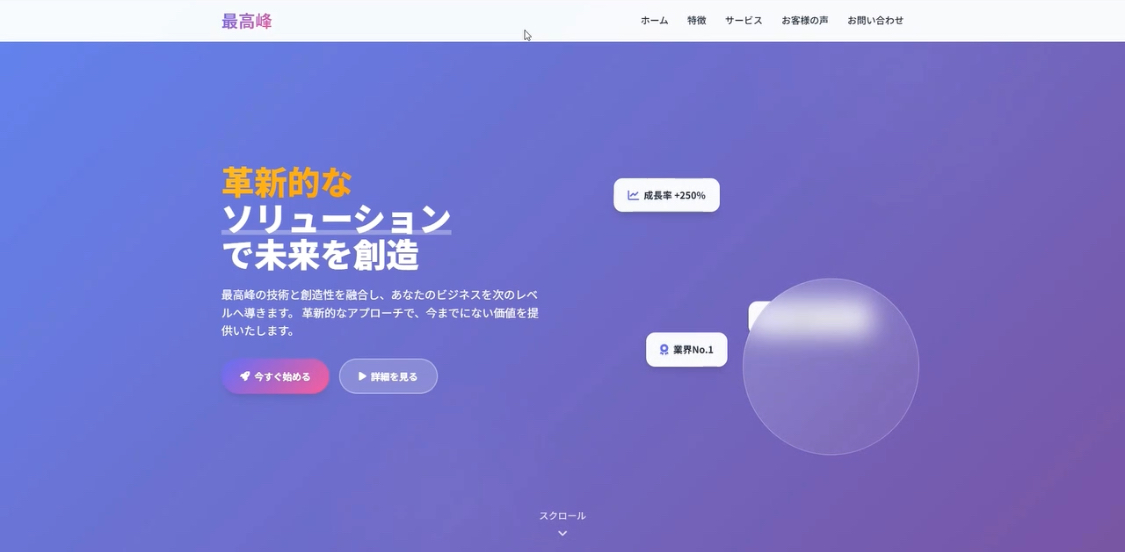 最高峰
ホーム 特徴 サービス お客様の声 お問い合わせ
革新的な
ソリューション
で未来を創造
最高峰の技術と創造性を融合し、あなたのビジネスを次のレベ
ルへ導きます。 革新的なアプローチで、今までにない価値を提
供いたします。
今すぐ始める
詳細を見る
成長率 +250%
業界No.1
スクロール